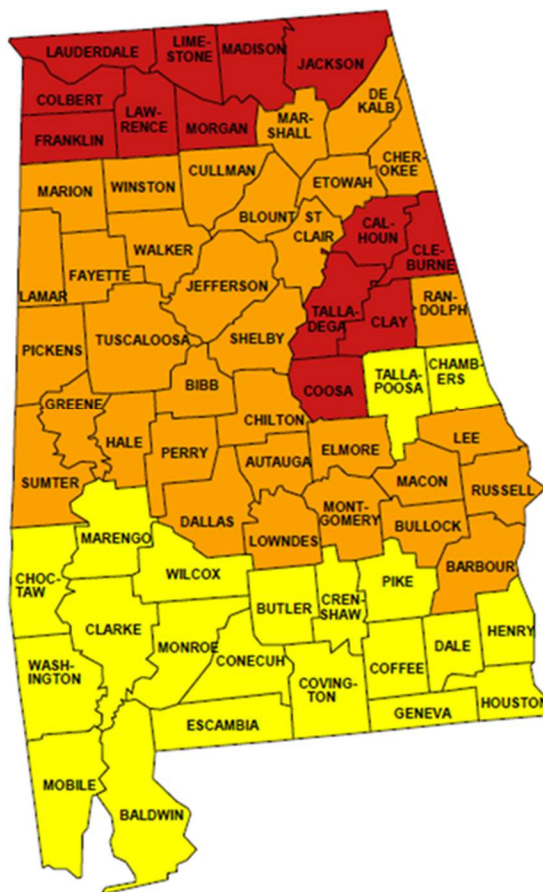 LAUDERDALE
LIME-
STONE
MADISON
JACKSON
COLBERT
LAW-
RENCE
FRANKLIN
MORGAN
MAR-
SHALL
DE
KALB
CHER-
OKEE
MARION
WINSTON
CULLMAN
ETOWAH
BLOUNT
ST
CLAIR
CAL-
HOUN
CLE-
BURNE
WALKER
FAYETTE
LAMAR
JEFFERSON
TALLA-
DEGA
CLAY
RAN-
DOLPH
PICKENS
TUSCALOOSA
SHELBY
BIBB
COOSA
TALLA-
POOSA
CHAMB-
ERS
GREENE
HALE
CHILTON
PERRY
ELMORE
LEE
SUMTER
AUTAUGA
MACON
RUSSELL
DALLAS
LOWNDES
MONT-
GOMERY
BULLOCK
MARENGO
CHOC-
TAW
WILCOX
BARBOUR
BUTLER
CREN-
SHAW
PIKE
CLARKE
MONROE
CONECUH
COFFEE
DALE
HENRY
WASH-
INGTON
COVING-
TON
ESCAMBIA
GENEVA
HOUSTON
MOBILE
BALDWIN